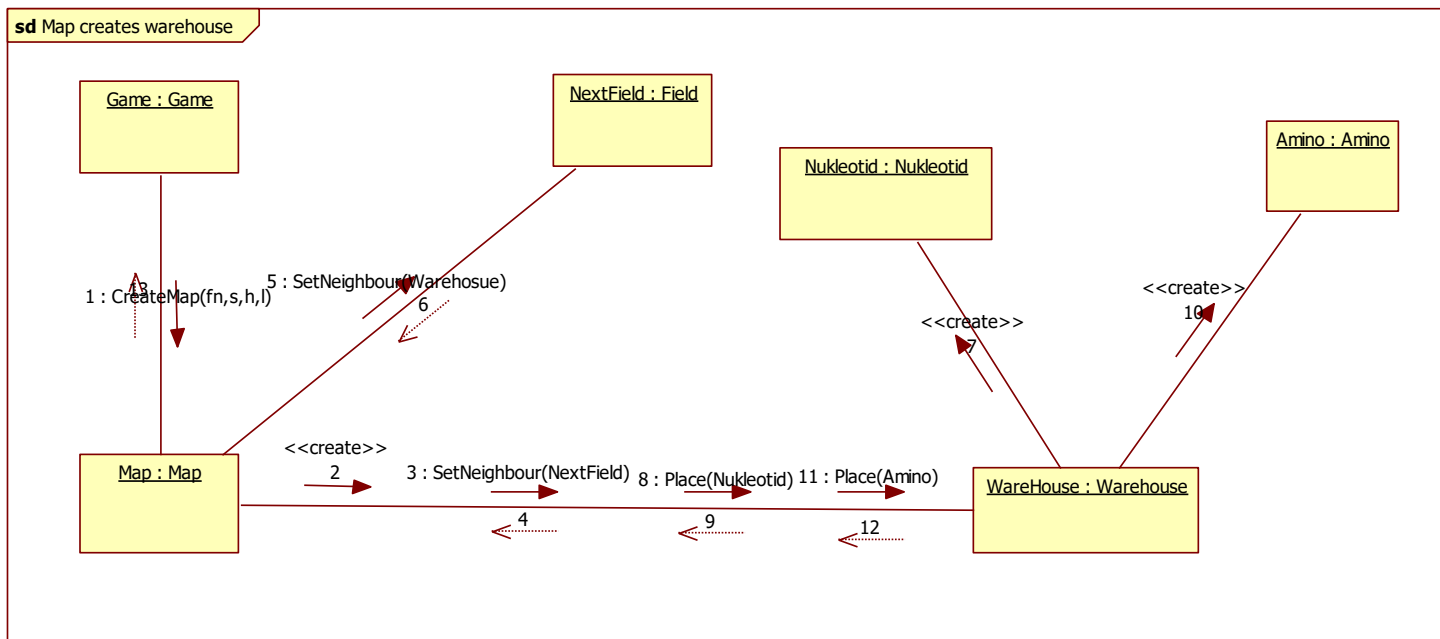 sd Map creates warehouse
Game : Game
NextField : Field
Amino : Amino
Nukleotid : Nukleotid
5 : SetNeighbour(Warehosue)
13
1 : CreateMap(fn,s,h,l)
6
<<create>>
10
<<create>>
7
<<create>>
2
Map : Map
3 : SetNeighbour(NextField)
8 : Place(Nukleotid)
11 : Place(Amino)
WareHouse : Warehouse
4
9
12